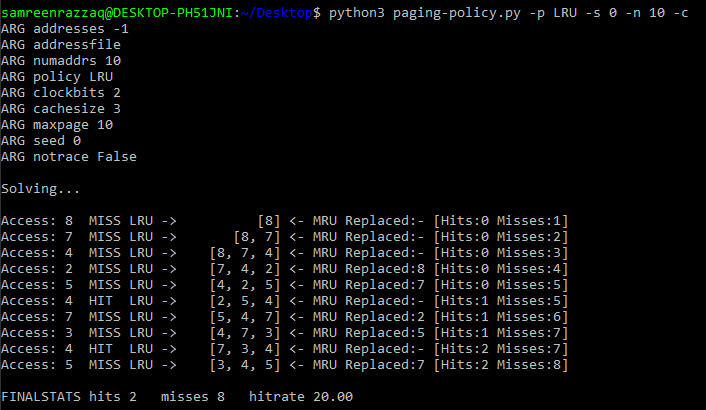 samreenrazzaq@DESKTOP-PH51JNI:~/Desktop$ python3 paging-policy.py -p LRU -s 0 -n 10 -c
ARG addresses -1
ARG addressfile
ARG numaddrs 10
ARG policy LRU
ARG clockbits 2
ARG cachesize 3
ARG maxpage 10
ARG seed 0
ARG notrace False

Solving...

Access: 8  MISS LRU ->          [8] <- MRU Replaced:- [Hits:0 Misses:1]
Access: 7  MISS LRU ->       [8, 7] <- MRU Replaced:- [Hits:0 Misses:2]
Access: 4  MISS LRU ->    [8, 7, 4] <- MRU Replaced:- [Hits:0 Misses:3]
Access: 2  MISS LRU ->    [7, 4, 2] <- MRU Replaced:8 [Hits:0 Misses:4]
Access: 5  MISS LRU ->    [4, 2, 5] <- MRU Replaced:7 [Hits:0 Misses:5]
Access: 4  HIT  LRU ->    [2, 5, 4] <- MRU Replaced:- [Hits:1 Misses:5]
Access: 7  MISS LRU ->    [5, 4, 7] <- MRU Replaced:2 [Hits:1 Misses:6]
Access: 3  MISS LRU ->    [4, 7, 3] <- MRU Replaced:5 [Hits:1 Misses:7]
Access: 4  HIT  LRU ->    [7, 3, 4] <- MRU Replaced:- [Hits:2 Misses:7]
Access: 5  MISS LRU ->    [3, 4, 5] <- MRU Replaced:7 [Hits:2 Misses:8]

FINALSTATS hits 2   misses 8   hitrate 20.00